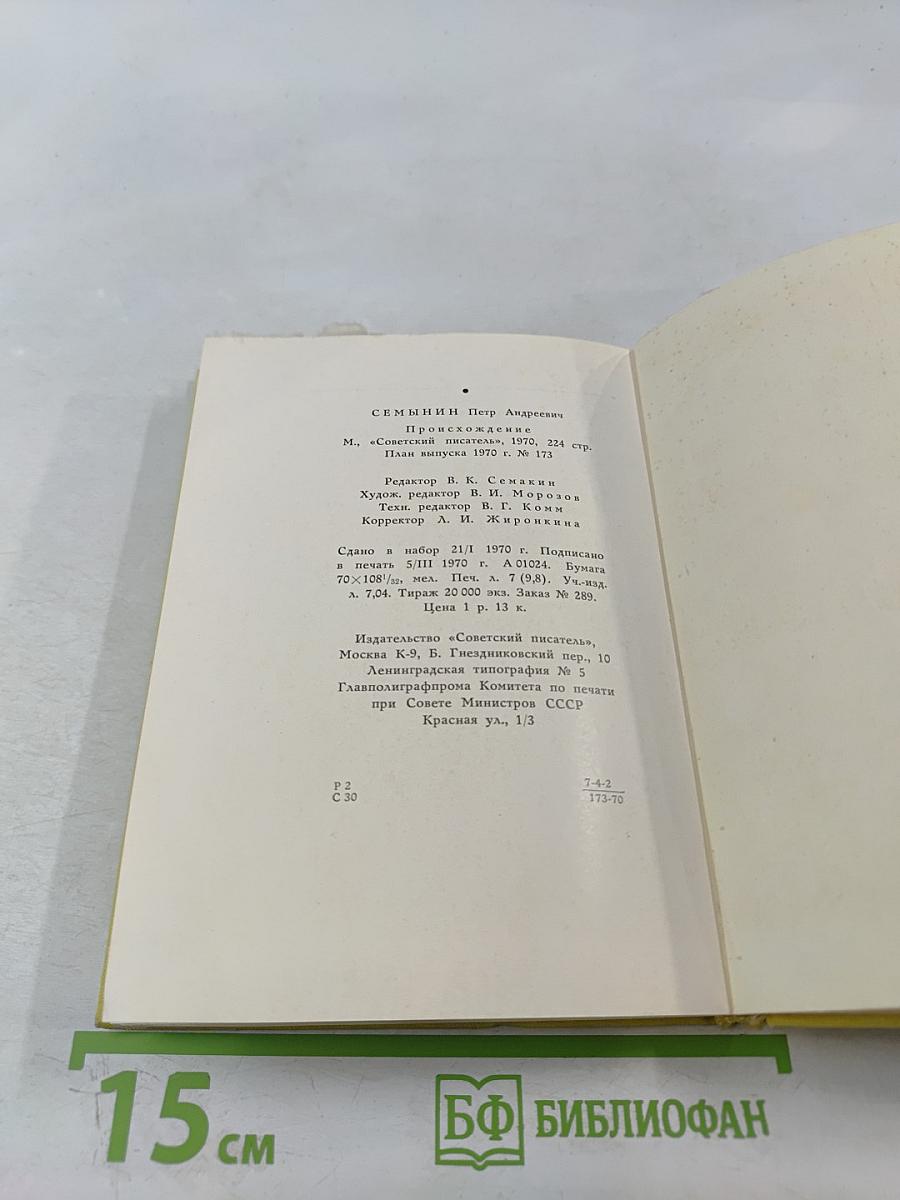 СЕМЫНИН Петр Андреевич
Происхождение
М., «Советский писатель», 1970, 224 стр.
План выпуска 1970 г. № 173
Редактор В. К. Семакин
Худож. редактор В. И. Морозов
Техн. редактор В. Г. Комм
Корректор Л. И. Жиронкина
Сдано в набор 21/I 1970 г. Подписано
в печать 5/III 1970 г. А 01024. Бумага
70×108¹/₃₂, мел. Печ. л. 7 (9,8). Уч.-изд.
л. 7,04. Тираж 20 000 экз. Заказ № 289.
Цена 1 р. 13 к.
Издательство «Советский писатель»,
Москва К-9, Б. Гнездниковский пер., 10
Ленинградская типография № 5
Главполиграфпрома Комитета по печати
при Совете Министров СССР
Красная ул., 1/3
Р 2
С 30
7-4-2
173-70
15 см
БФ БИБЛИОФАН